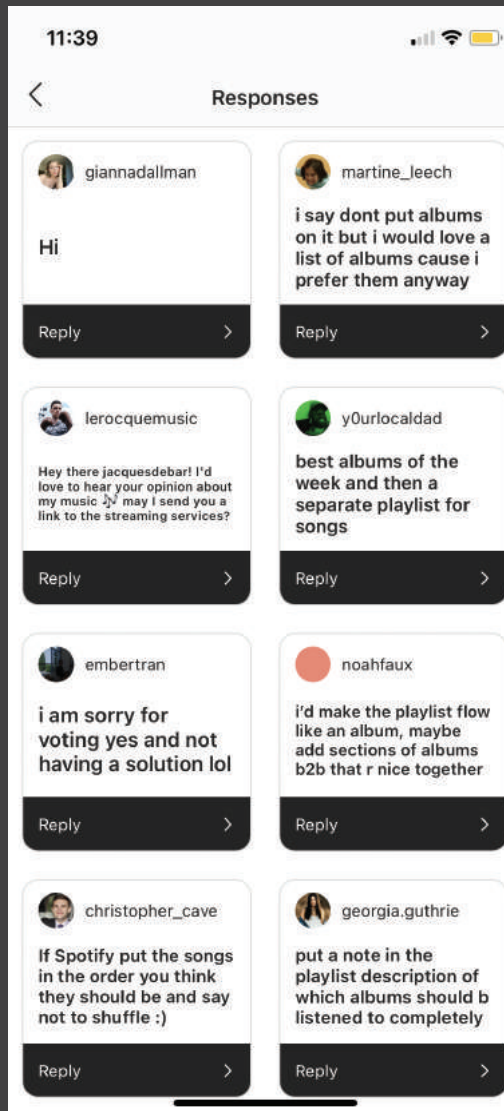 11:39
Responses
giannadallman
Hi
Reply
martine_leech
i say dont put albums
on it but i would love a
list of albums cause i
prefer them anyway
Reply
lerocquemusic
Hey there jacquesdebar! I'd
love to hear your opinion about
my music 🎶 may I send you a
link to the streaming services?
Reply
y0urlocaldad
best albums of the
week and then a
separate playlist for
songs
Reply
embertran
i am sorry for
voting yes and not
having a solution lol
Reply
noahfaux
i'd make the playlist flow
like an album, maybe
add sections of albums
b2b that r nice together
Reply
christopher_cave
If Spotify put the songs
in the order you think
they should be and say
not to shuffle :)
Reply
georgia.guthrie
put a note in the
playlist description of
which albums should b
listened to completely
Reply